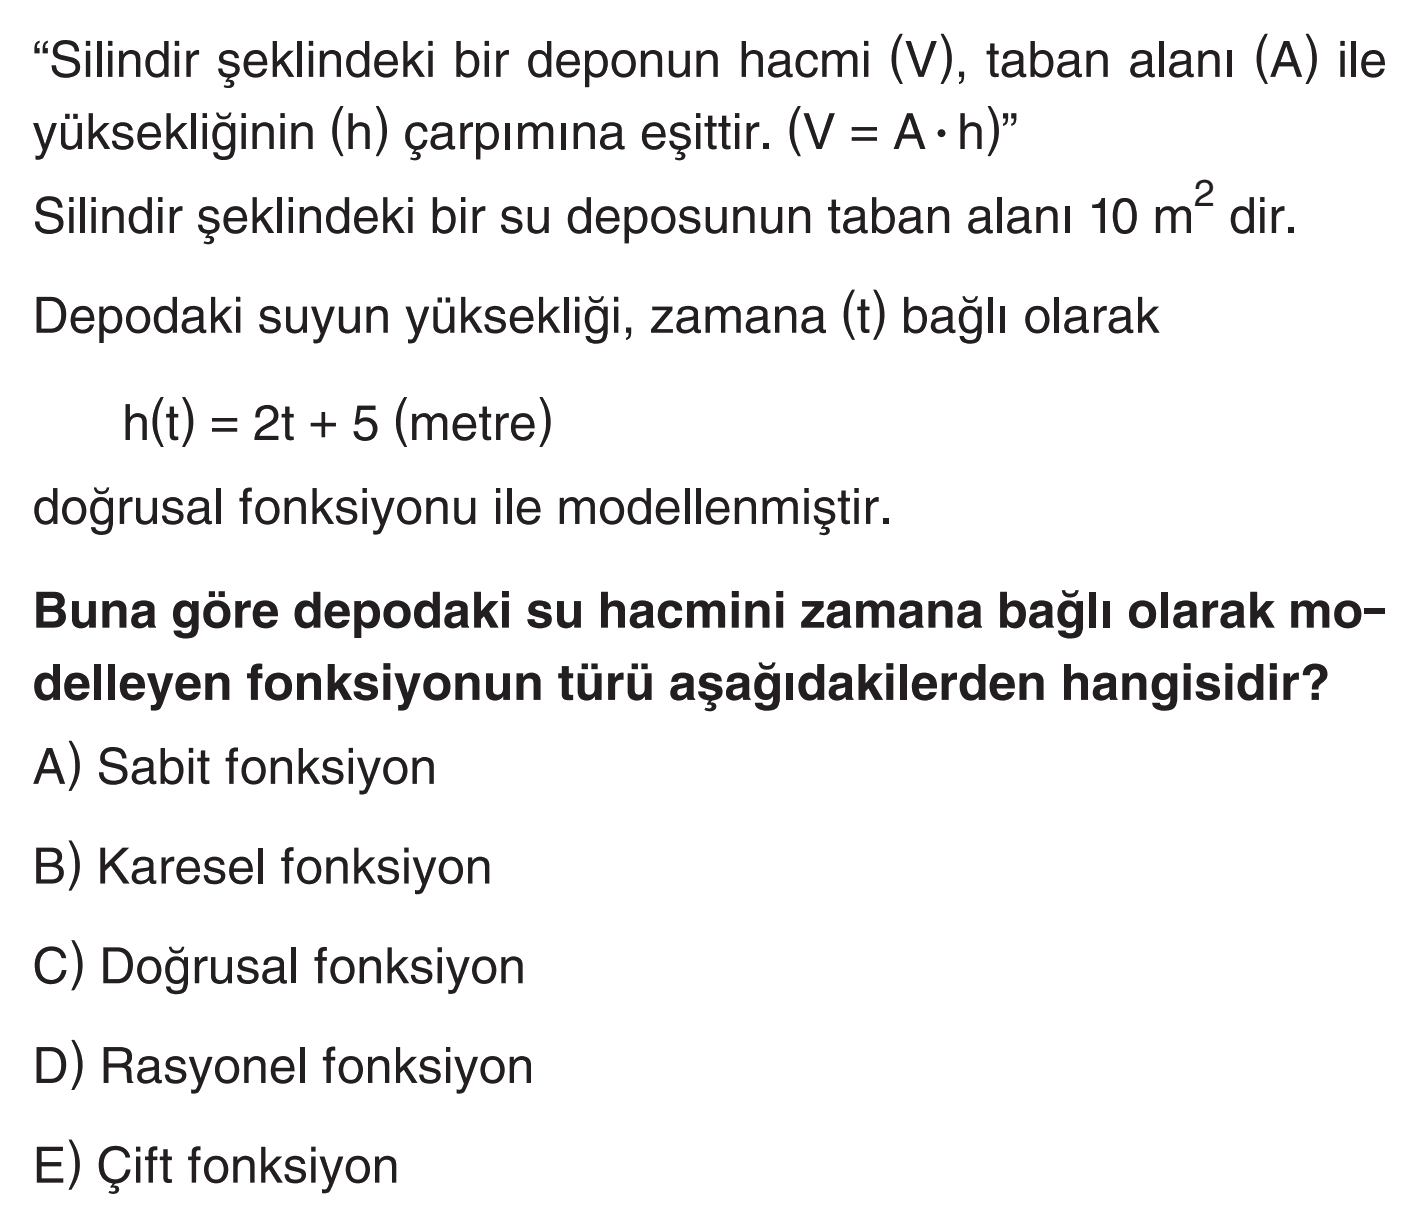 “Silindir şeklindeki bir deponun hacmi (V), taban alanı (A) ile
yüksekliğinin (h) çarpımına eşittir. (V = A · h)”
Silindir şeklindeki bir su deposunun taban alanı 10 m² dir.
Depodaki suyun yüksekliği, zamana (t) bağlı olarak
h(t) = 2t + 5 (metre)
doğrusal fonksiyonu ile modellenmiştir.
Buna göre depodaki su hacmini zamana bağlı olarak mo–
delleyen fonksiyonun türü aşağıdakilerden hangisidir?
A) Sabit fonksiyon
B) Karesel fonksiyon
C) Doğrusal fonksiyon
D) Rasyonel fonksiyon
E) Çift fonksiyon